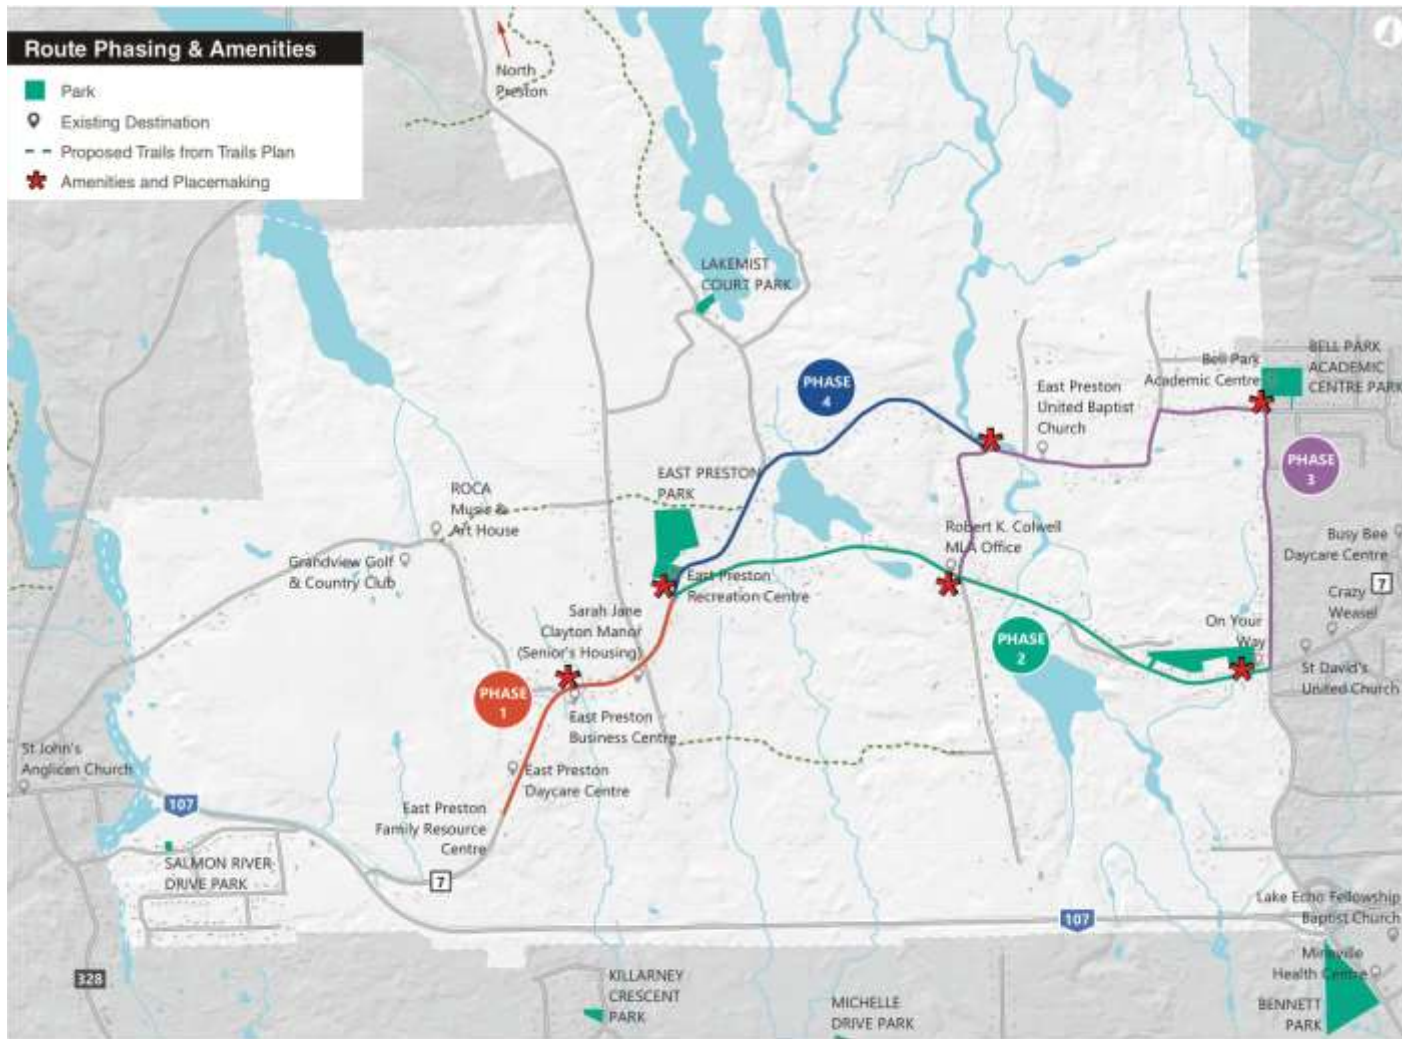 Route Phasing & Amenities
Park
Existing Destination
Proposed Trails from Trails Plan
Amenities and Placemaking
North
Preston
LAKEMIST
COURT PARK
PHASE
4
BELL PARK
ACADEMIC
CENTRE PARK
Bell Park
Academic Centre
East Preston
United Baptist
Church
PHASE
3
EAST PRESTON
PARK
ROCA
Music &
Art House
Grandview Golf
& Country Club
Robert K. Colwell
MLA Office
Busy Bee
Daycare Centre
7
East Preston
Recreation Centre
Crazy
Weasel
Sarah Jane
Clayton Manor
(Senior's Housing)
On Your
Way
PHASE
2
St David's
United Church
PHASE
1
East Preston
Business Centre
St John's
Anglican Church
East Preston
Daycare Centre
107
East Preston
Family Resource
Centre
SALMON RIVER
DRIVE PARK
7
Lake Echo Fellowship
Baptist Church
107
328
Mineville
Health Centre
KILLARNEY
CRESCENT
PARK
MICHELLE
DRIVE PARK
BENNETT
PARK